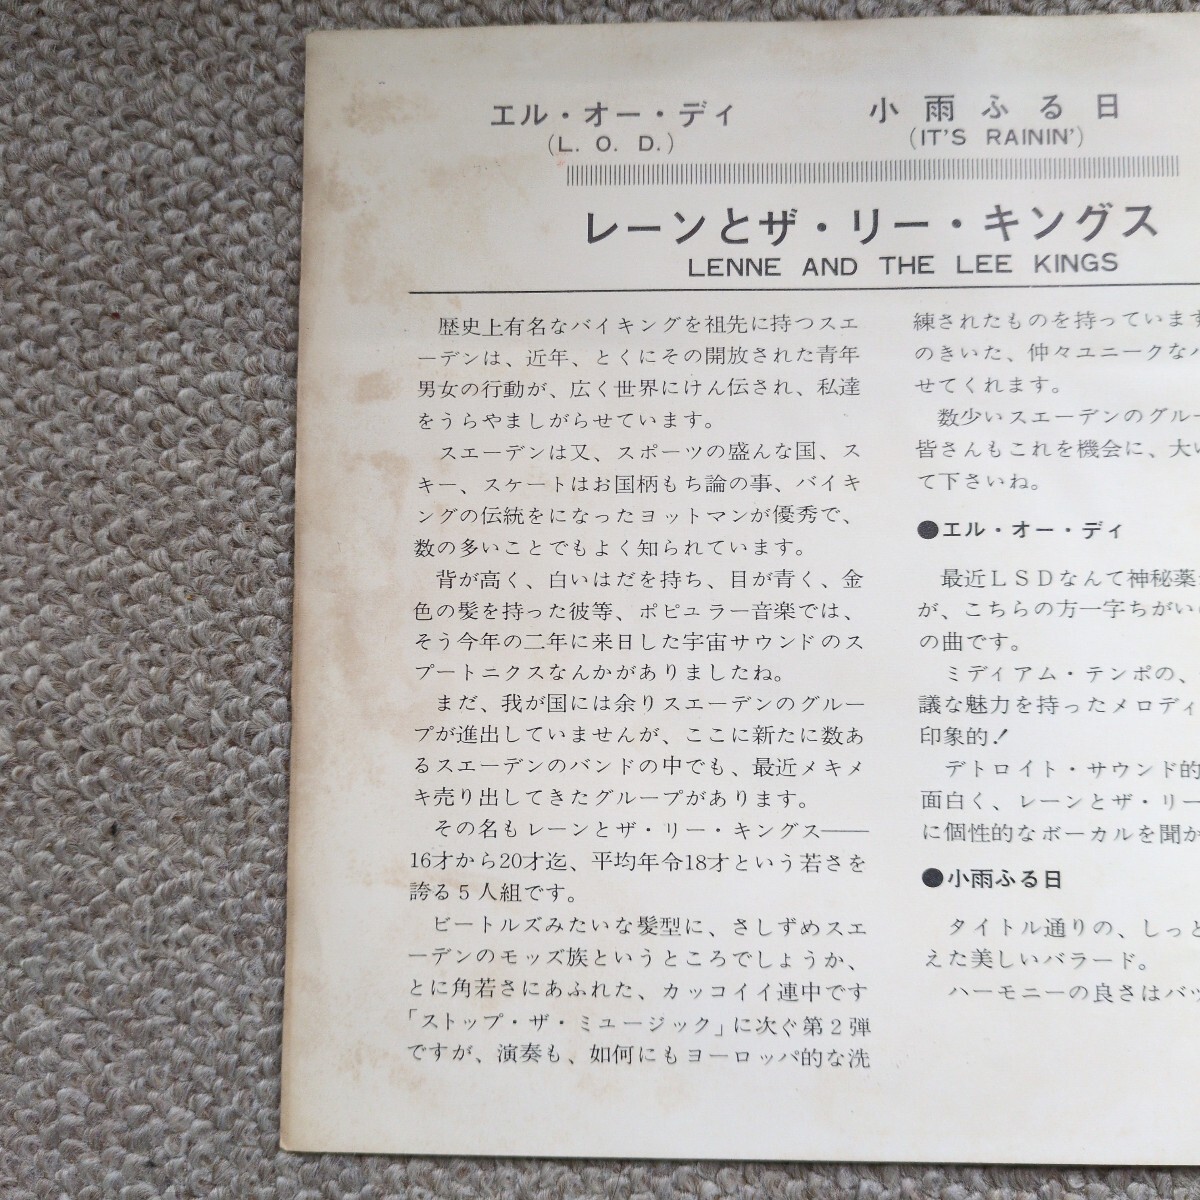 エル・オー・ディ 小雨ふる日
(L. O. D.) (IT'S RAININ')
レーンとザ・リー・キングス
LENNE AND THE LEE KINGS
歴史上有名なバイキングを祖先に持つスエ
ーデンは、近年、とくにその開放された青年
男女の行動が、広く世界にけん伝され、私達
をうらやましがらせています。
スエーデンは又、スポーツの盛んな国、ス
キー、スケートはお国柄もち論の事、バイキ
ングの伝統をになったヨットマンが優秀で、
数の多いことでもよく知られています。
背が高く、白いはだを持ち、目が青く、金
色の髪を持った彼等、ポピュラー音楽では、
そう今年の二年に来日した宇宙サウンドのス
プートニクスなんかがありましたね。
まだ、我が国には余りスエーデンのグルー
プが進出していませんが、ここに新たに数あ
るスエーデンのバンドの中でも、最近メキメ
キ売り出してきたグループがあります。
その名もレーンとザ・リー・キングス――
16才から20才迄、平均年令18才という若さを
誇る5人組です。
ビートルズみたいな髪型に、さしずめスエ
ーデンのモッズ族というところでしょうか、
とに角若さにあふれた、カッコイイ連中です
「ストップ・ザ・ミュージック」に次ぐ第2弾
ですが、演奏も、如何にもヨーロッパ的な洗
練されたものを持っています
のきいた、仲々ユニークな
せてくれます。
数少いスエーデンのグル
皆さんもこれを機会に、大い
て下さいね。
●エル・オー・ディ
最近LSDなんて神秘薬
が、こちらの方一字ちがい
の曲です。
ミディアム・テンポの、
議な魅力を持ったメロディ
印象的!
デトロイト・サウンド的
面白く、レーンとザ・リー
に個性的なボーカルを聞か
●小雨ふる日
タイトル通りの、しっと
えた美しいバラード。
ハーモニーの良さはバッ